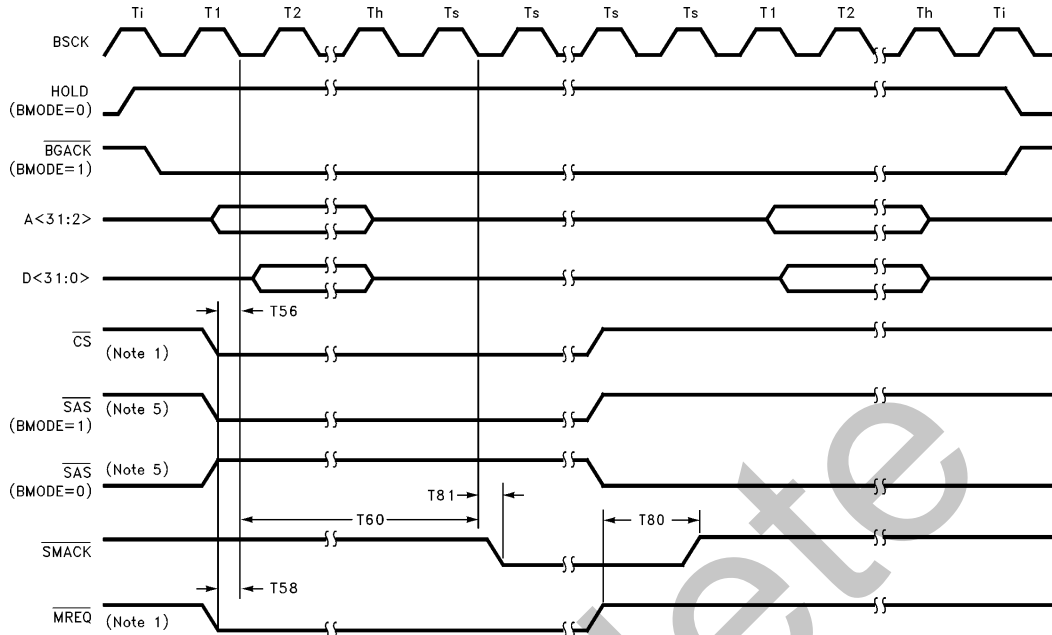 Ti T1 T2 Th Ts Ts Ts Ts T1 T2 Th Ti
BSCK
HOLD
(BMODE=0)
BGACK
(BMODE=1)
A<31:2>
D<31:0>
T56
CS (Note 1)
SAS (Note 5)
(BMODE=1)
SAS (Note 5)
(BMODE=0)
T81
T60
T80
SMACK
T58
MREQ (Note 1)
lete